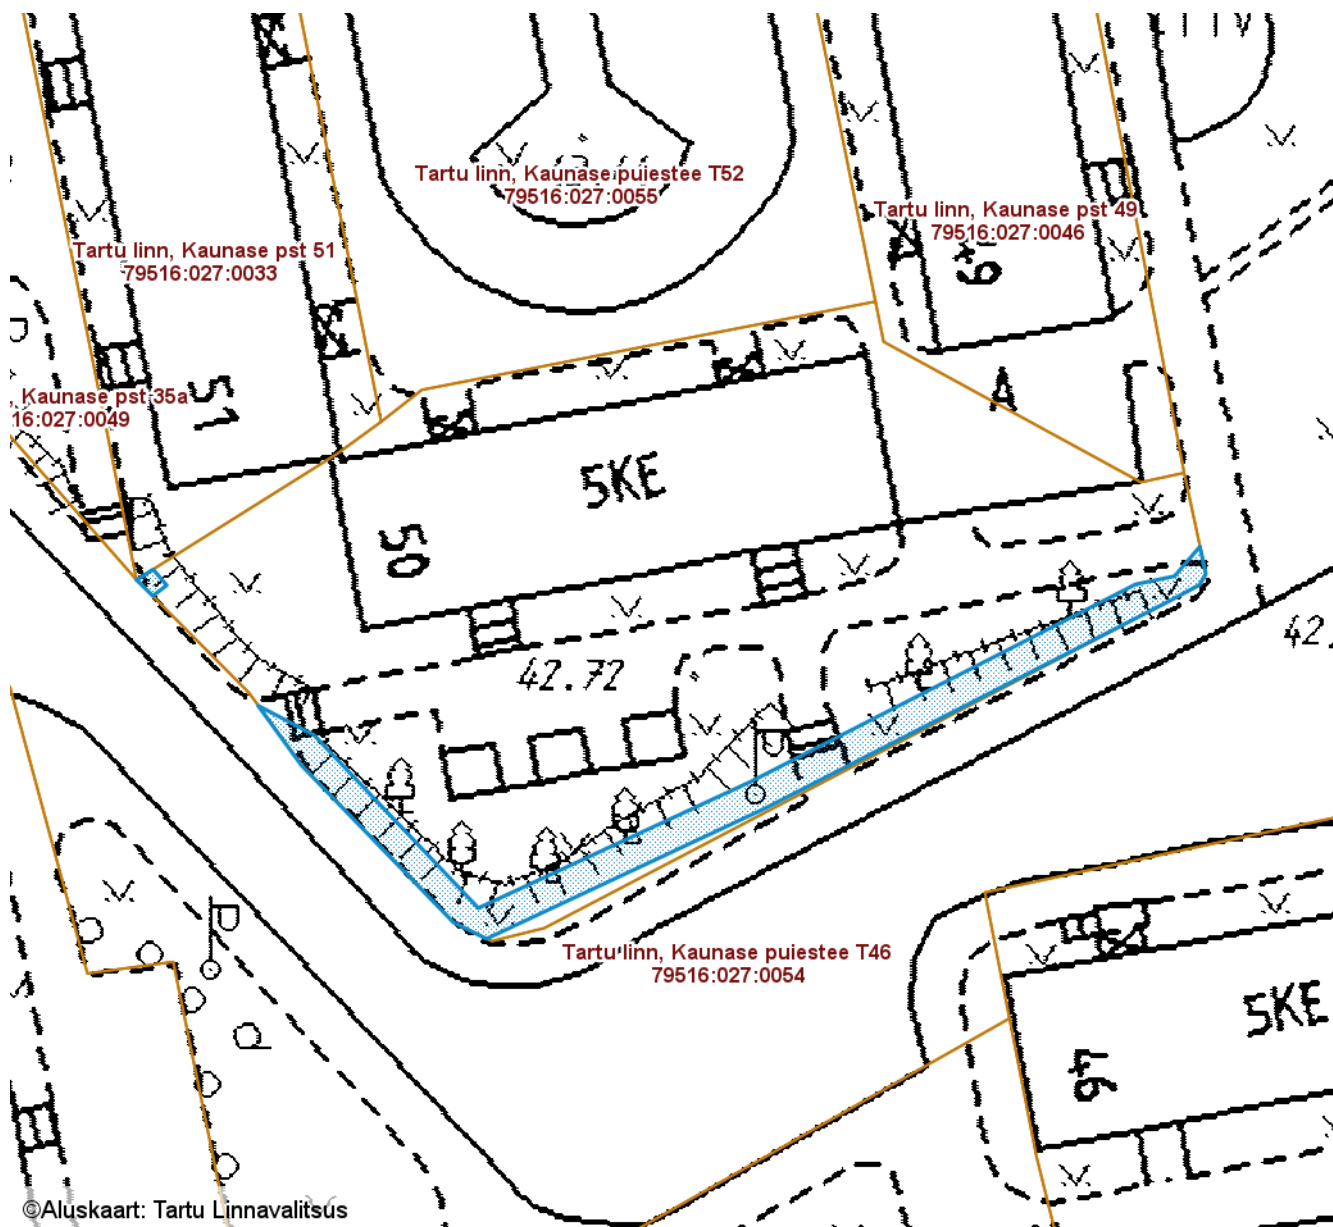 Tartu linn, Kaunase puiestee T52
79516:027:0055
Tartu linn, Kaunase pst 49
79516:027:0046
Tartu linn, Kaunase pst 51
79516:027:0033
, Kaunase pst 35a
16:027:0049
51
A
5KE
50
42.72
42.
Tartu linn, Kaunase puiestee T46
79516:027:0054
5KE
46
©Aluskaart: Tartu Linnavalitsus